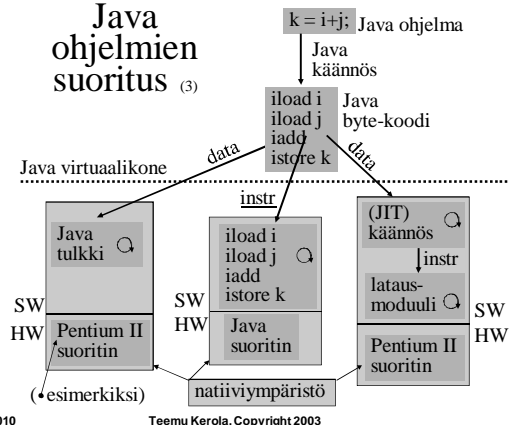 Java
ohjelmien
suoritus (3)
k = i+j; Java ohjelma
Java
käännös
iload i
iload j
iadd
istore k
Java
byte-koodi
data
data
Java virtuaalikone
instr
Java
tulkki
SW
HW
Pentium II
suoritin
(esimerkiksi)
iload i
iload j
iadd
istore k
SW
HW
Java
suoritin
(JIT)
käännös
instr
lataus-
moduuli
SW
HW
Pentium II
suoritin
natiiviympäristö
010
Teemu Kerola, Copyright 2003